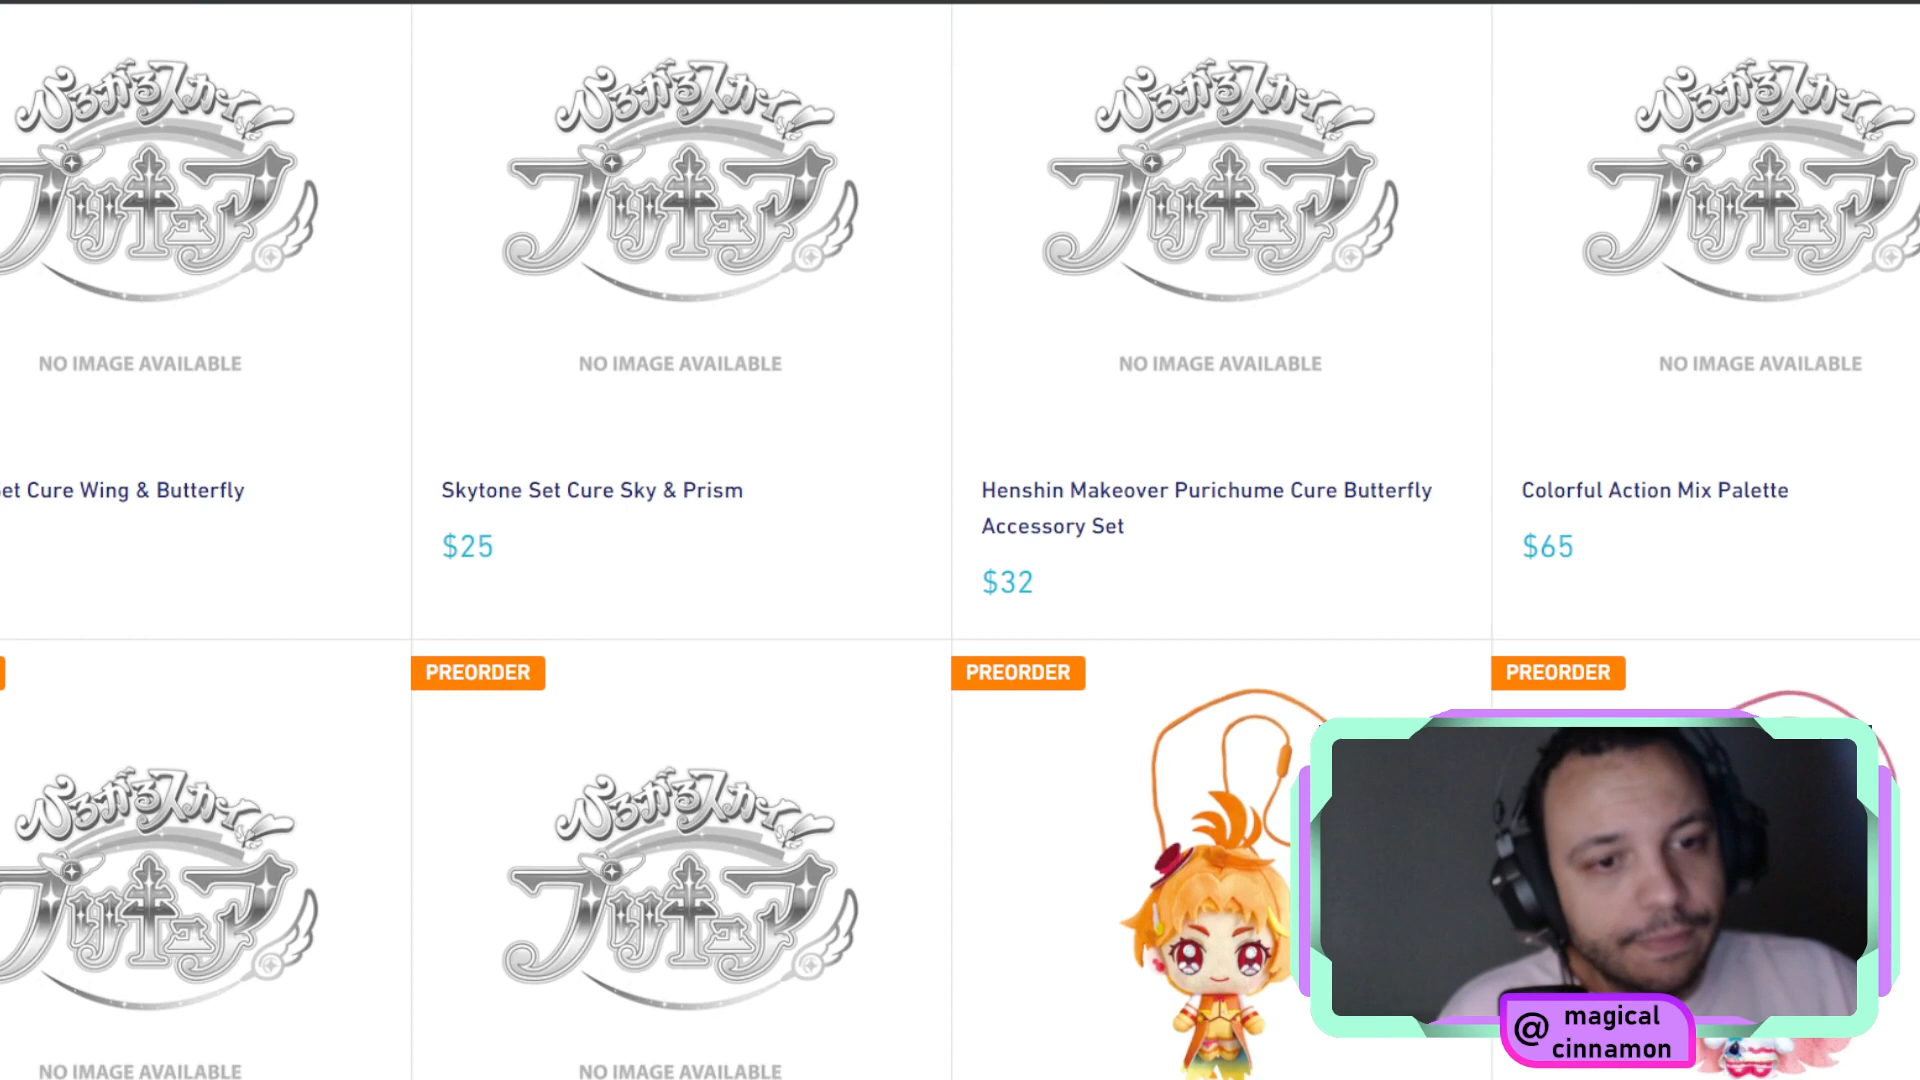 ひろがるスカイ
プリキュア
NO IMAGE AVAILABLE
et Cure Wing & Butterfly
ひろがるスカイ
プリキュア
NO IMAGE AVAILABLE
Skytone Set Cure Sky & Prism
$25
ひろがるスカイ
プリキュア
NO IMAGE AVAILABLE
Henshin Makeover Purichume Cure Butterfly
Accessory Set
$32
ひろがるスカイ
プリキュア
NO IMAGE AVAILABLE
Colorful Action Mix Palette
$65
ひろがるスカイ
プリキュア
NO IMAGE AVAILABLE
PREORDER
ひろがるスカイ
プリキュア
NO IMAGE AVAILABLE
PREORDER
PREORDER
@ magical
cinnamon